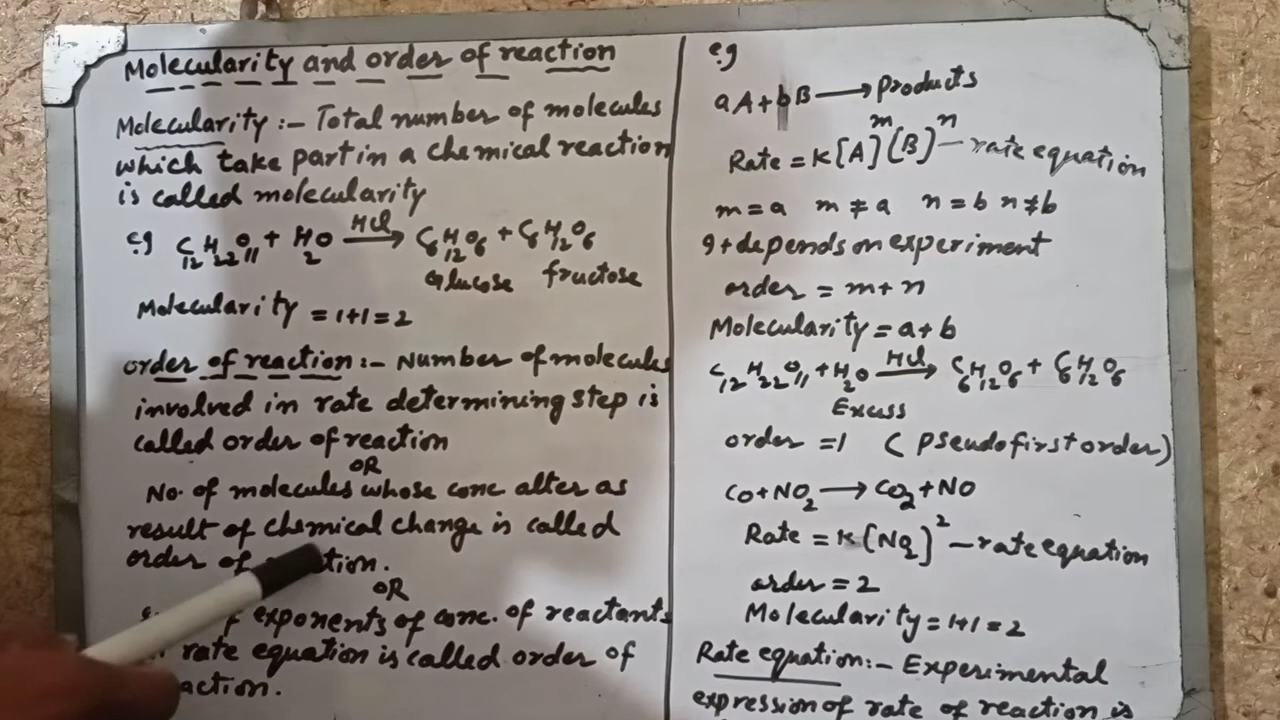 Molecularity and order of reaction
Molecularity :- Total number of molecules
which take part in a chemical reaction
is called molecularity
e.g C12H22O11 + H2O —HCl→ C6H12O6 + C6H12O6
Glucose fructose
Molecularity = 1+1 = 2
order of reaction :- Number of molecules
involved in rate determining step is
called order of reaction
OR
No. of molecules whose conc alter as
result of chemical change is called
order of
OR
exponents of conc. of reactants
rate equation is called order of
e.g
aA + bB → Products
Rate = K[A]^m [B]^n - rate equation
m = a m ≠ a n = b n ≠ b
9t depends on experiment
order = m + n
Molecularity = a + b
C12H22O11 + H2O —HCl→ C6H12O6 + C6H12O6
Excess
order = 1 ( Pseudo first order)
CO + NO2 → CO2 + NO
Rate = K[NO2]^2 - rate equation
order = 2
Molecularity = 1+1 = 2
Rate equation :- Experimental
expression of rate of reaction is